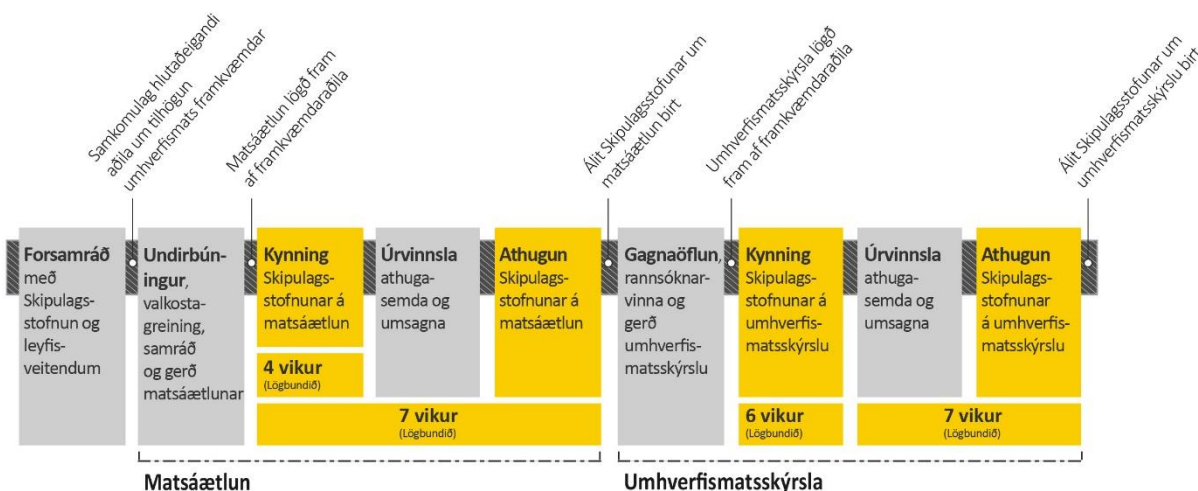 Samkomulag hlutaðeigandi
aðila um tilhögun
umhverfismats framkvæmdar
Matsáætlun lögð fram
af framkvæmdaraðila
Álit Skipulagsstofunar um
matsáætlun birt
Umhverfismatsskýrsla lögð
fram af framkvæmdaraðila
Álit Skipulagsstofunar um
umhverfismatsskýrslu birt
Forsamráð
með
Skipulags-
stofnun og
leyfis-
veitendum
Undirbún-
ingur,
valkosta-
greining,
samráð
og gerð
matsáætlunar
Kynning
Skipulags-
stofnunar á
matsáætlun
4 vikur
(Lögbundið)
Úrvinnsla
athuga-
semda og
umsagna
Athugun
Skipulags-
stofnunar á
matsáætlun
7 vikur
(Lögbundið)
Gagnaöflun,
rannsóknar-
vinna og
gerð
umhverfis-
matsskýrslu
Kynning
Skipulags-
stofnunar á
umhverfis-
matsskýrslu
6 vikur
(Lögbundið)
Úrvinnsla
athuga-
semda og
umsagna
Athugun
Skipulags-
stofnunar
á umhverfis-
matsskýrslu
7 vikur
(Lögbundið)
Matsáætlun
Umhverfismatsskýrsla